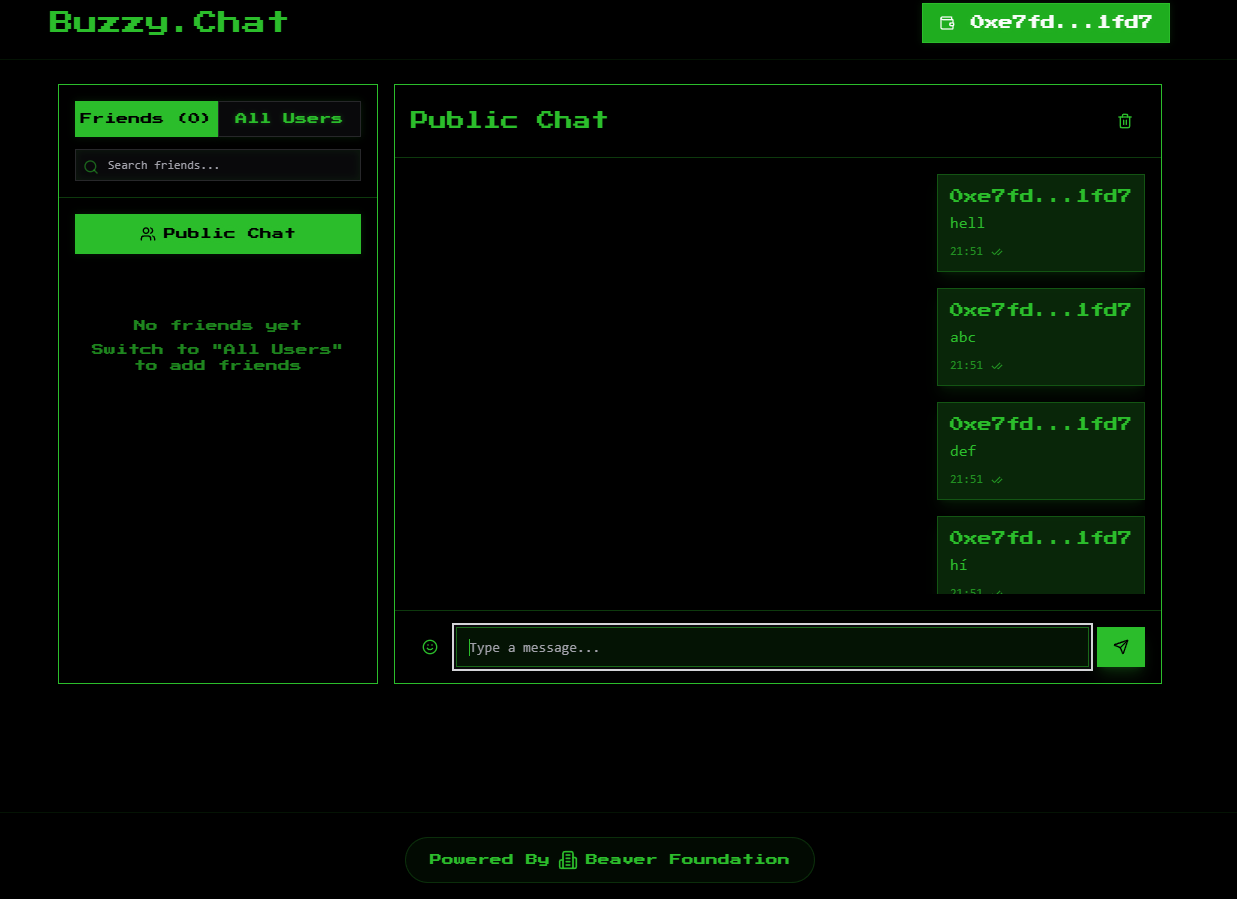 Buzzy.Chat
0xe7fd...1fd7
Friends (0)
All Users
Search friends...
Public Chat
No friends yet
Switch to "All Users"
to add friends
Public Chat
0xe7fd...1fd7
hell
21:51
0xe7fd...1fd7
abc
21:51
0xe7fd...1fd7
def
21:51
0xe7fd...1fd7
hí
21:51
Type a message...
Powered By Beaver Foundation